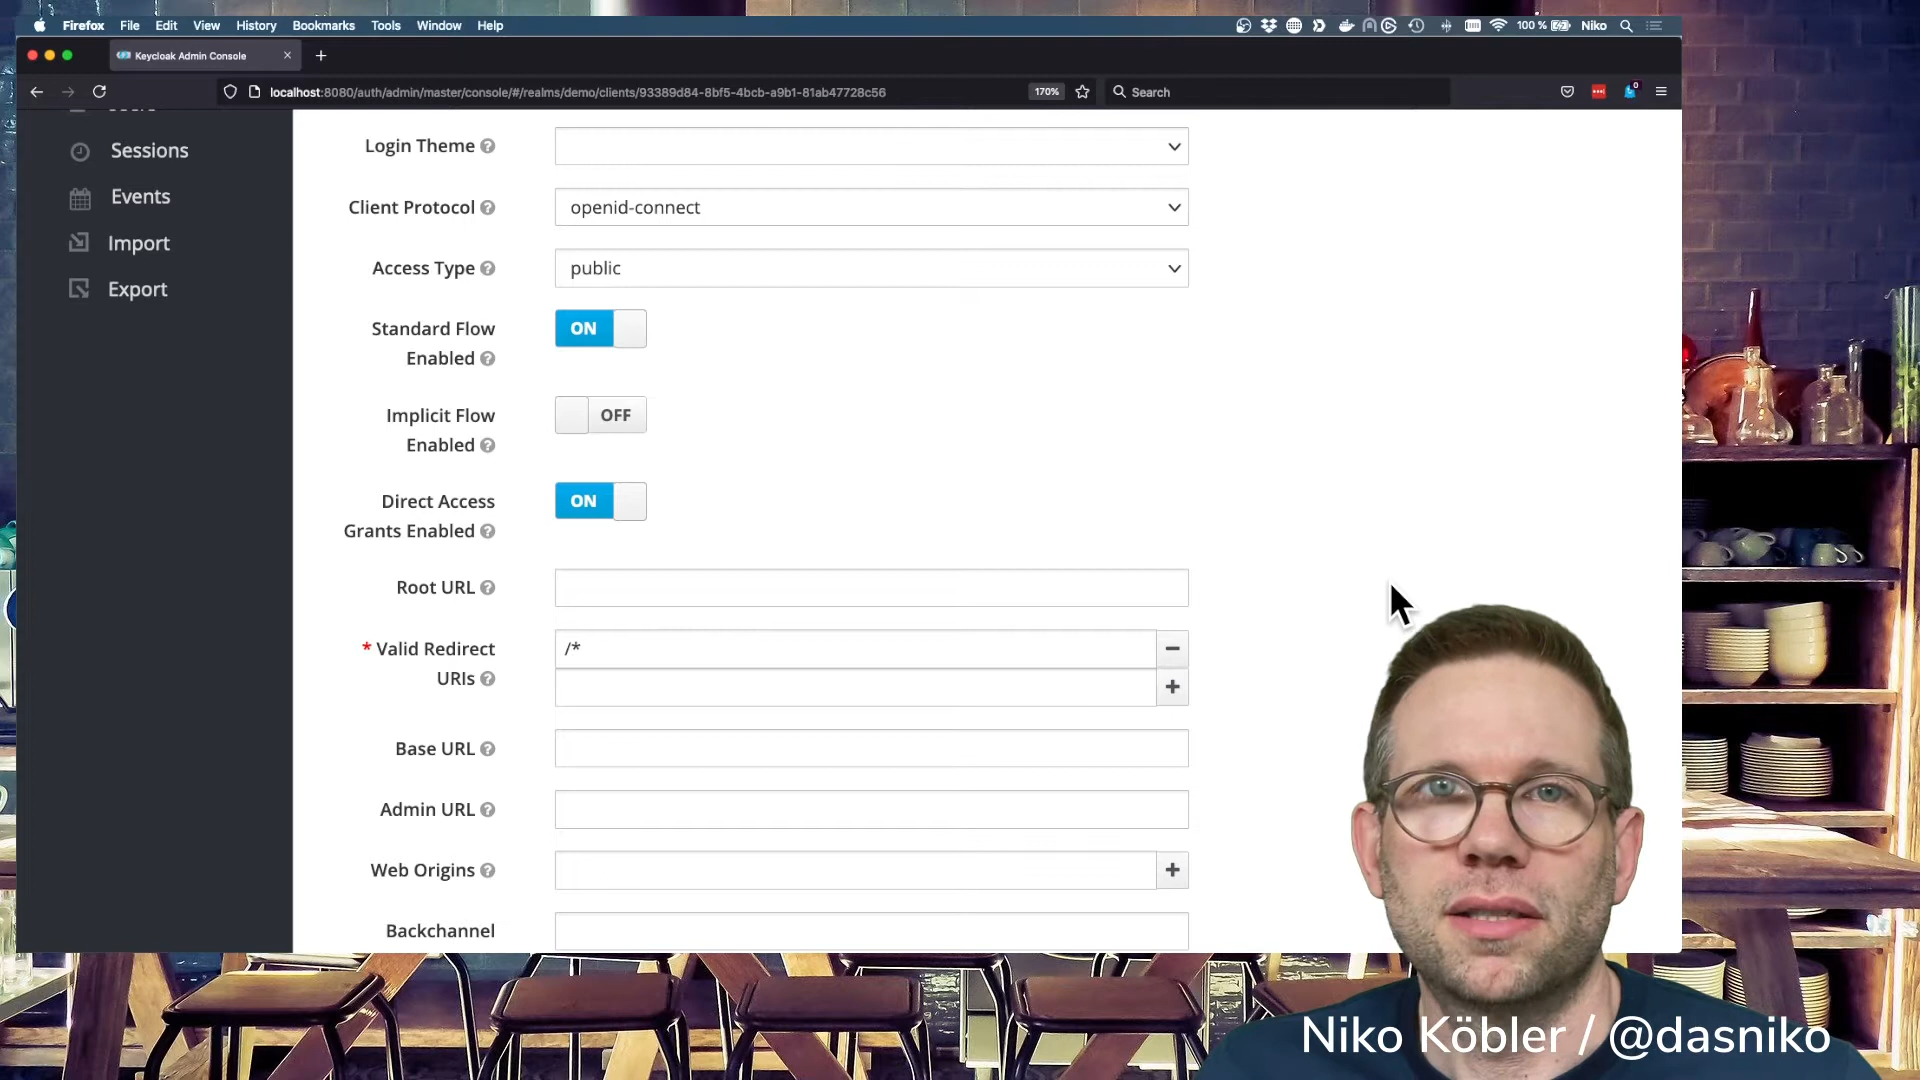 Firefox File Edit View History Bookmarks Tools Window Help 100 % Niko
Keycloak Admin Console
localhost:8080/auth/admin/master/console/#/realms/demo/clients/93389d84-8bf5-4bcb-a9b1-81ab47728c56 170% Search 0
Sessions
Events
Import
Export
Login Theme
Client Protocol openid-connect
Access Type public
Standard Flow Enabled ON
Implicit Flow Enabled OFF
Direct Access Grants Enabled ON
Root URL
* Valid Redirect URIs /*
Base URL
Admin URL
Web Origins
Backchannel
Niko Köbler / @dasniko